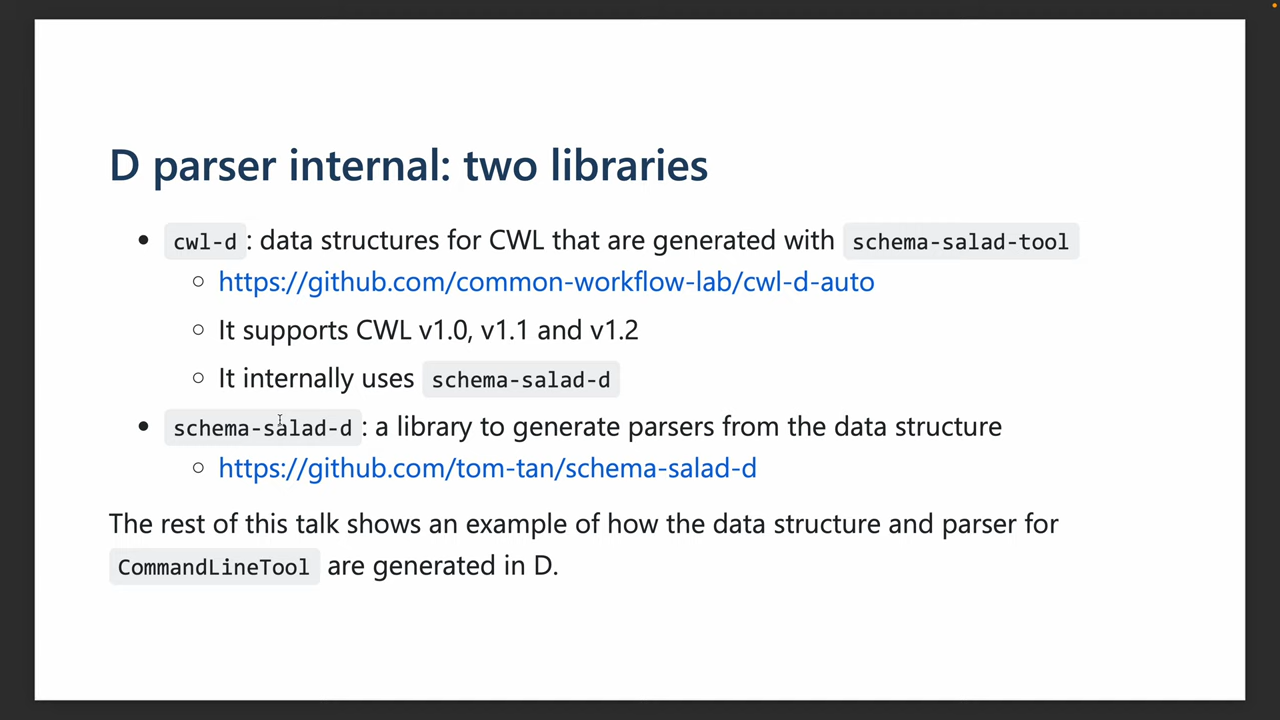 D parser internal: two libraries
cwl-d: data structures for CWL that are generated with schema-salad-tool
https://github.com/common-workflow-lab/cwl-d-auto
It supports CWL v1.0, v1.1 and v1.2
It internally uses schema-salad-d
schema-salad-d: a library to generate parsers from the data structure
https://github.com/tom-tan/schema-salad-d
The rest of this talk shows an example of how the data structure and parser for
CommandLineTool are generated in D.